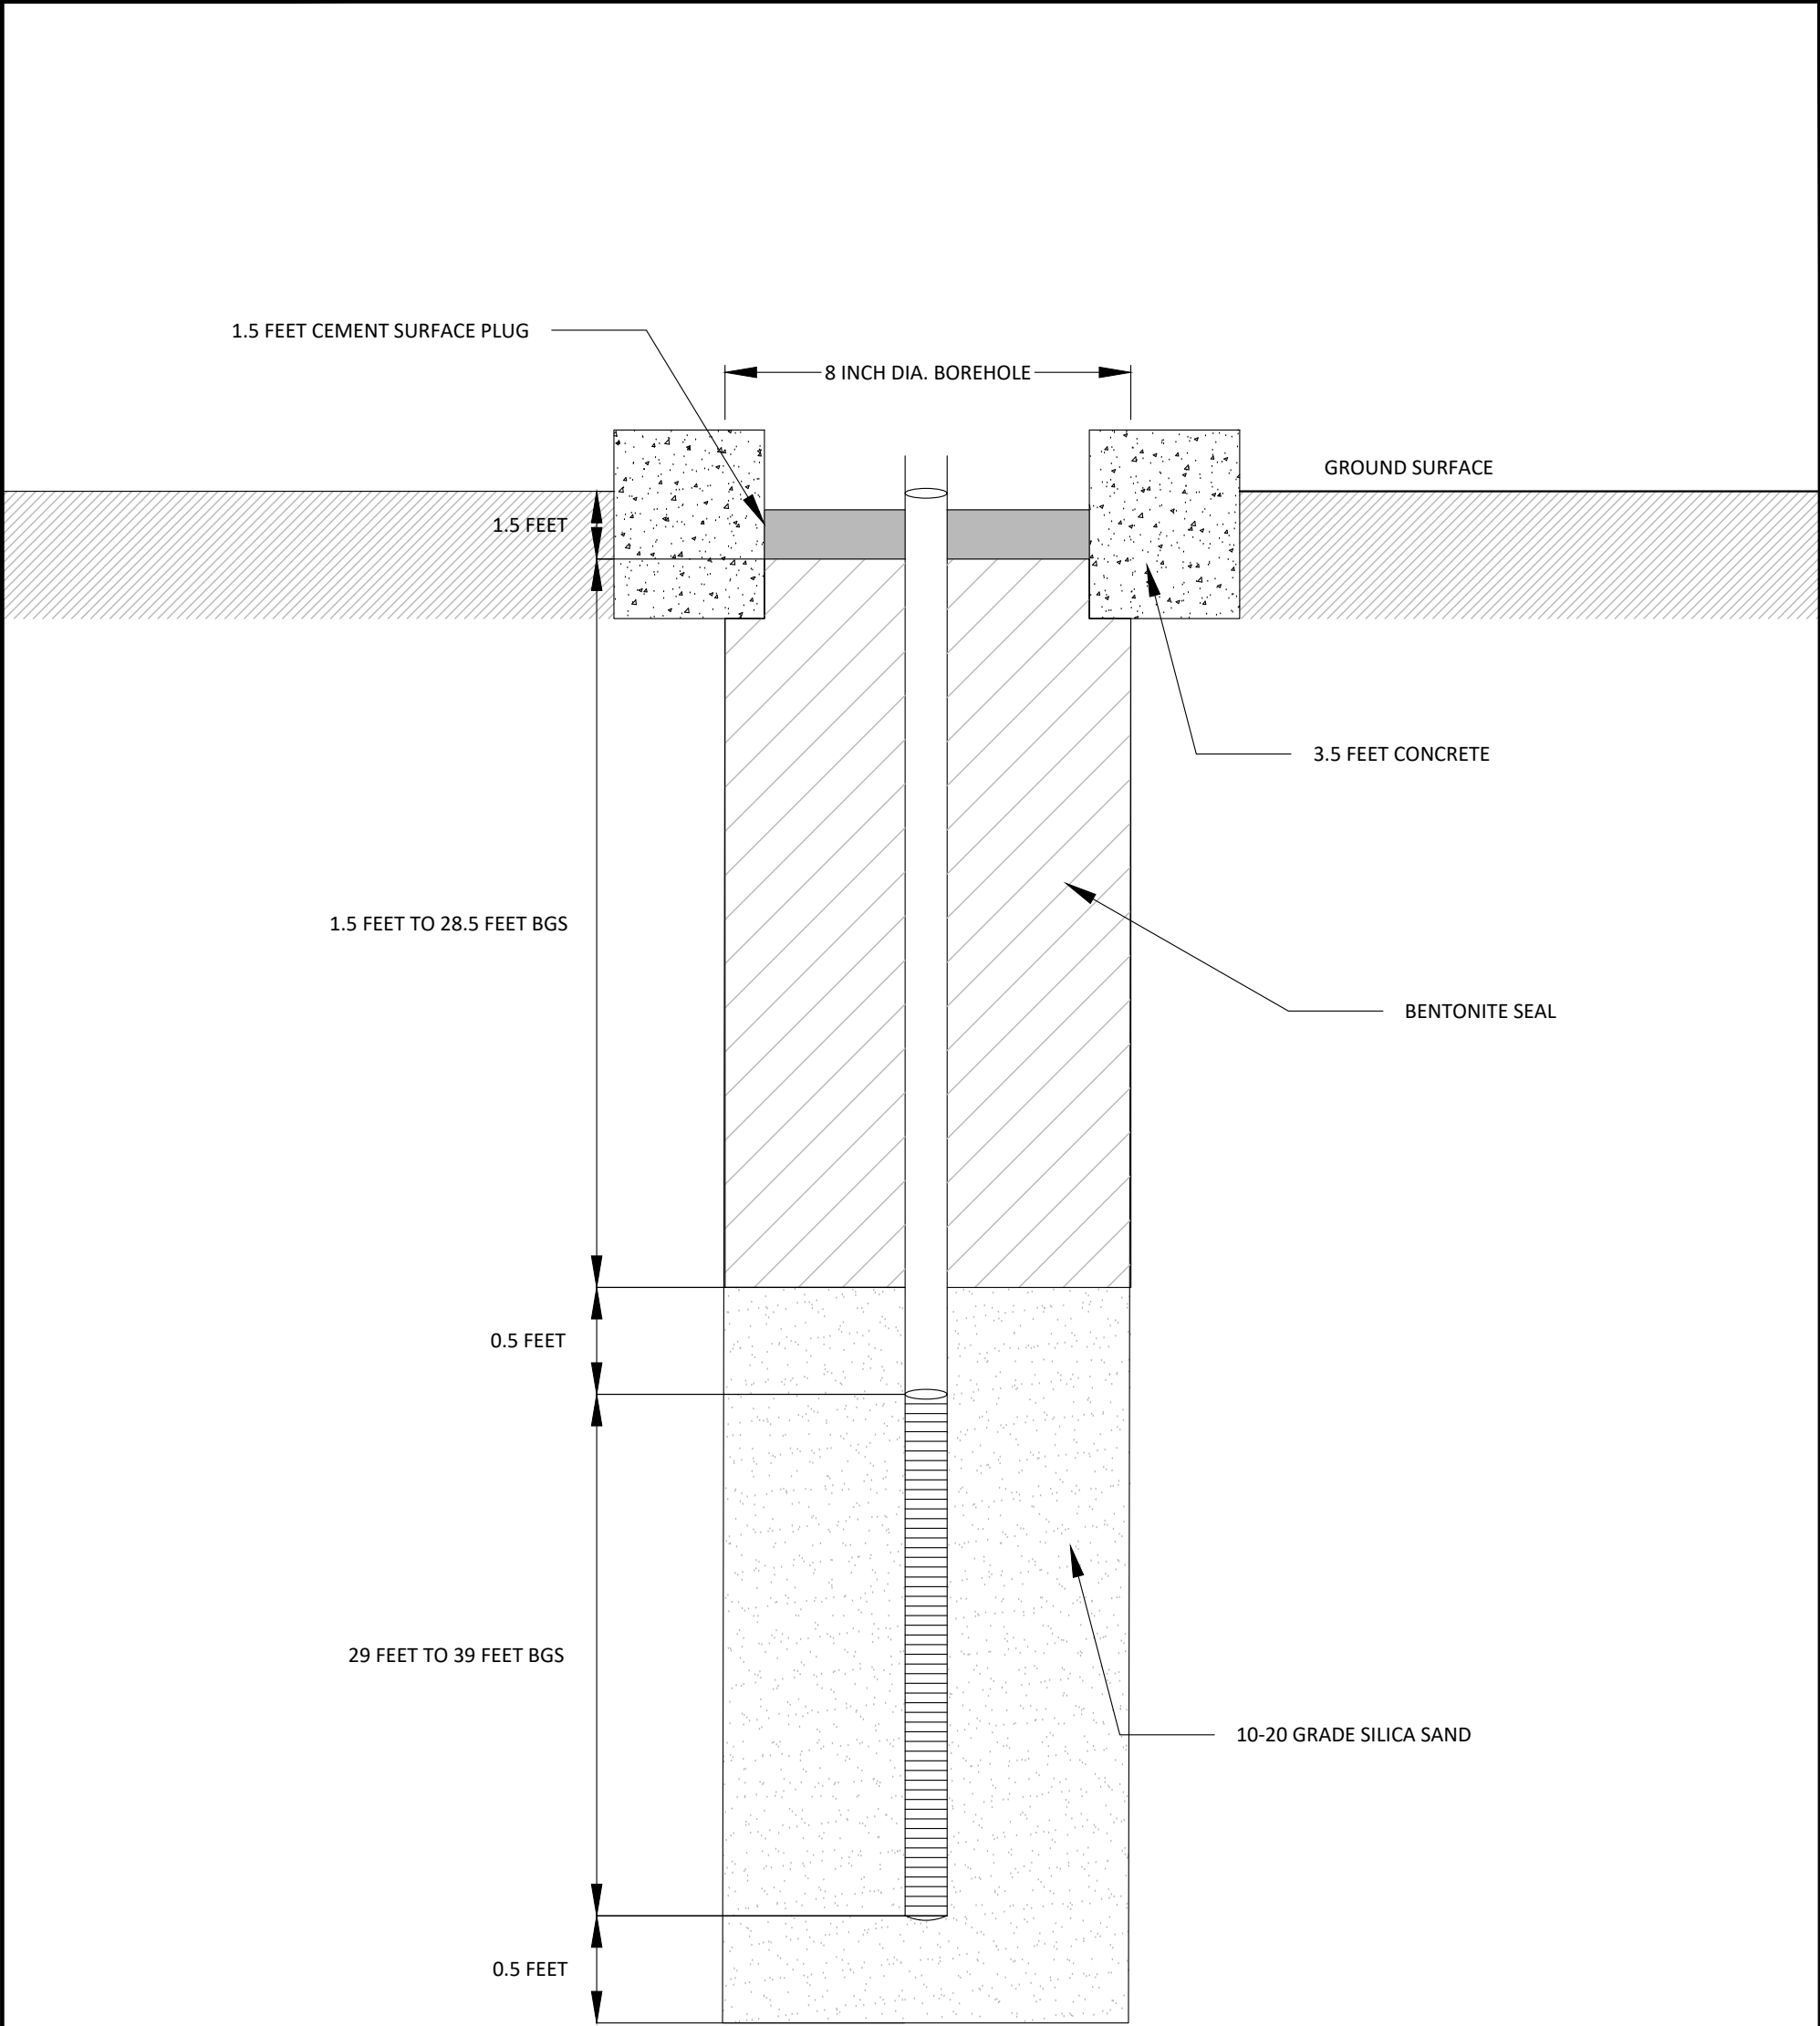 1.5 FEET CEMENT SURFACE PLUG
8 INCH DIA. BOREHOLE
GROUND SURFACE
1.5 FEET
3.5 FEET CONCRETE
1.5 FEET TO 28.5 FEET BGS
BENTONITE SEAL
0.5 FEET
29 FEET TO 39 FEET BGS
10-20 GRADE SILICA SAND
0.5 FEET